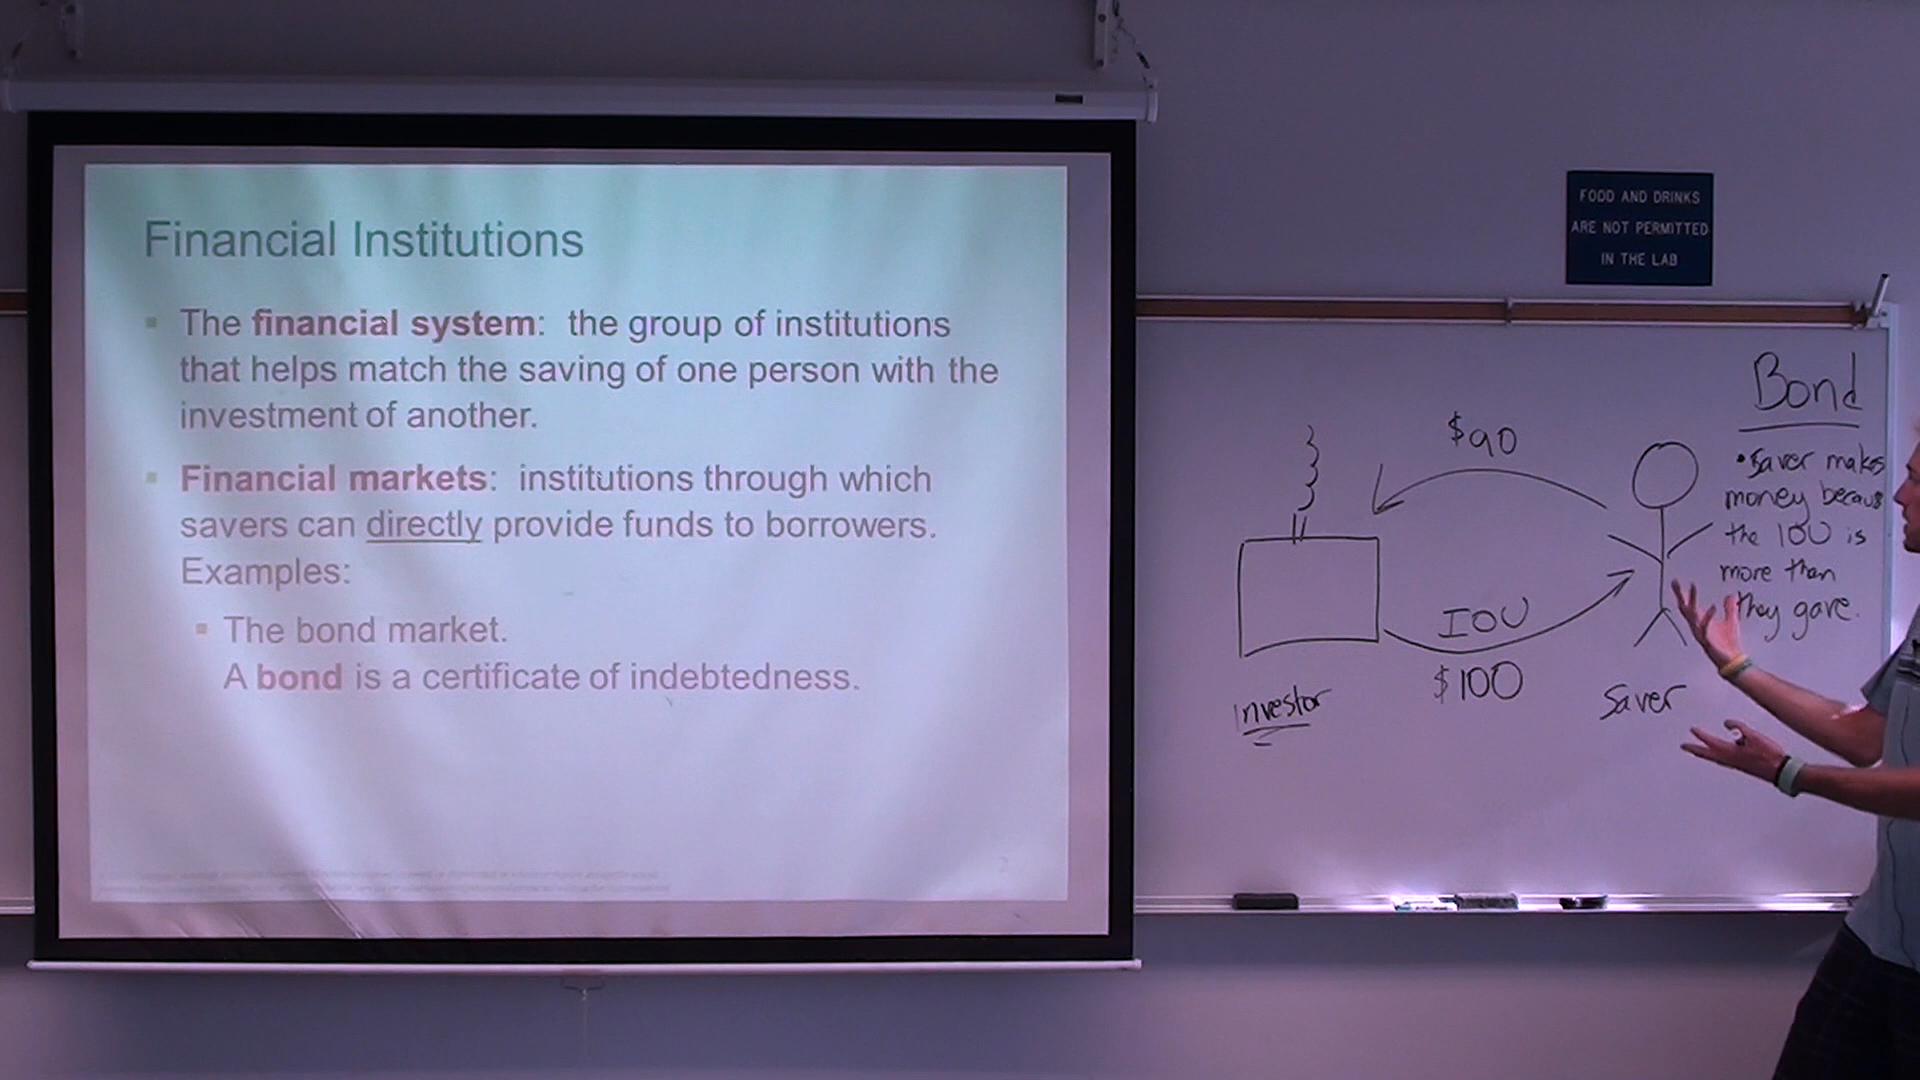 Financial Institutions
The financial system: the group of institutions
that helps match the saving of one person with the
investment of another.
Financial markets: institutions through which
savers can directly provide funds to borrowers.
Examples:
The bond market.
A bond is a certificate of indebtedness.
FOOD AND DRINKS
ARE NOT PERMITTED
IN THE LAB
Bond
• Saver makes
money becaus
the IOU is
more than
they gave.
$90
IOU
$100
investor
Saver